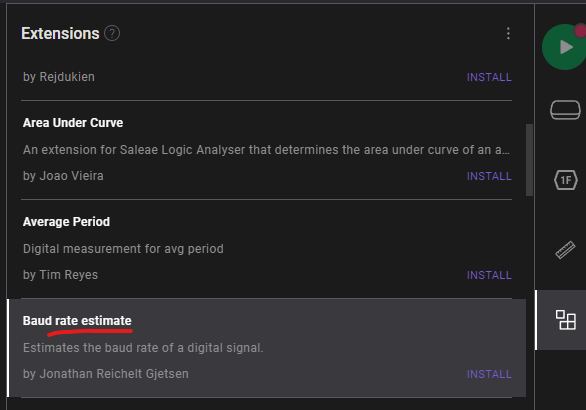 Extensions ?
by Rejdukien
INSTALL
Area Under Curve
An extension for Saleae Logic Analyser that determines the area under curve of an a...
by Joao Vieira
INSTALL
Average Period
Digital measurement for avg period
by Tim Reyes
INSTALL
Baud rate estimate
Estimates the baud rate of a digital signal.
by Jonathan Reichelt Gjetsen
INSTALL
1F